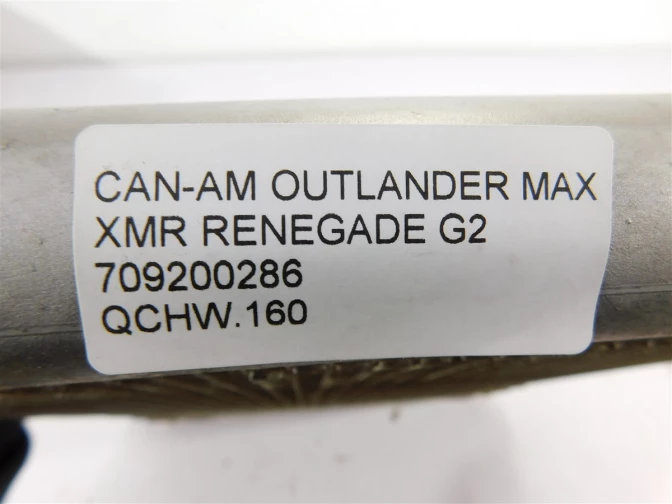 CAN-AM OUTLANDER MAX
XMR RENEGADE G2
709200286
QCHW.160